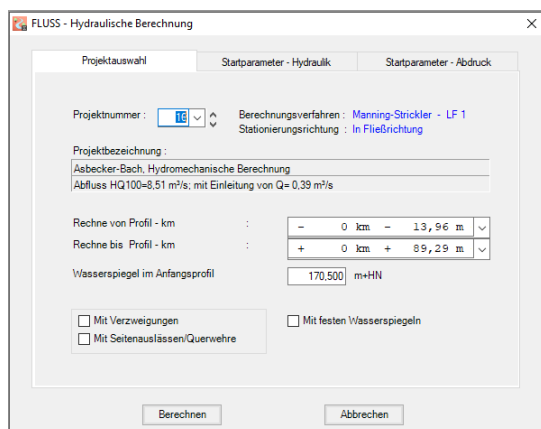 FLUSS - Hydraulische Berechnung
Projektauswahl
Startparameter - Hydraulik
Startparameter - Abdruck
Projektnummer : 16 Berechnungsverfahren : Manning-Strickler - LF 1
Stationierungsrichtung : In Fließrichtung
Projektbezeichnung :
Asbecker-Bach, Hydromechanische Berechnung
Abfluss HQ100=8,51 m³/s; mit Einleitung von Q= 0,39 m³/s
Rechne von Profil - km : - 0 km - 13,96 m
Rechne bis Profil - km : + 0 km + 89,29 m
Wasserspiegel im Anfangsprofil 170,500 m+HN
Mit Verzweigungen Mit festen Wasserspiegeln
Mit Seitenauslässen/Querwehre
Berechnen Abbrechen